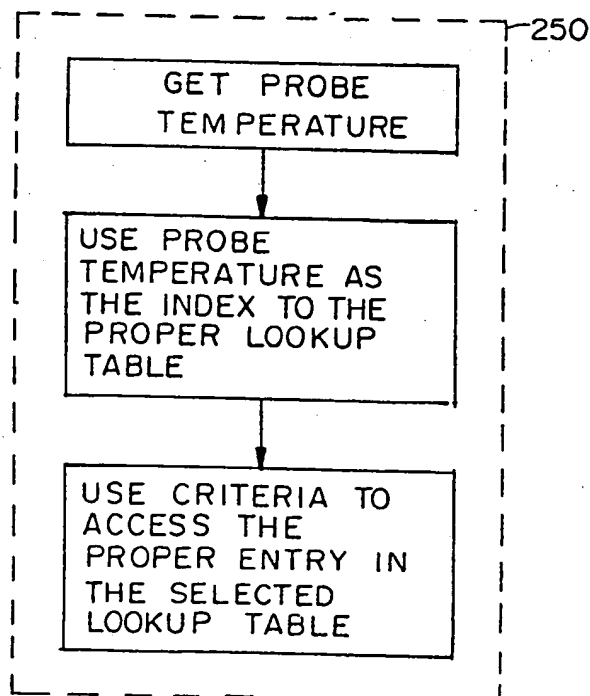 250
GET PROBE
TEMPERATURE
USE PROBE
TEMPERATURE AS
THE INDEX TO THE
PROPER LOOKUP
TABLE
USE CRITERIA TO
ACCESS THE
PROPER ENTRY IN
THE SELECTED
LOOKUP TABLE